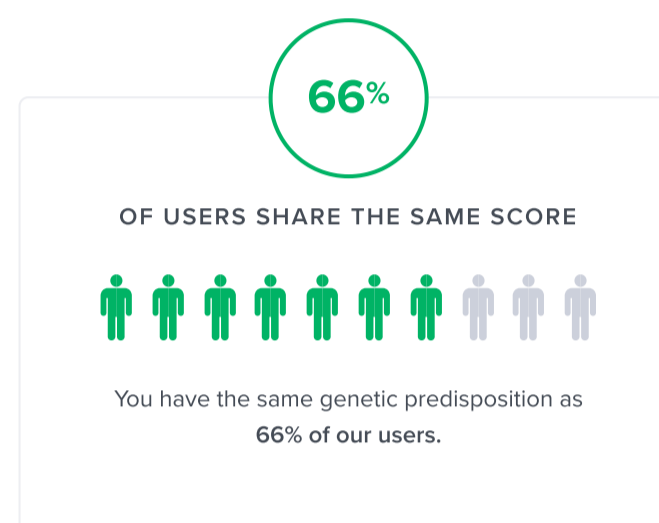 66%
OF USERS SHARE THE SAME SCORE
You have the same genetic predisposition as
66% of our users.